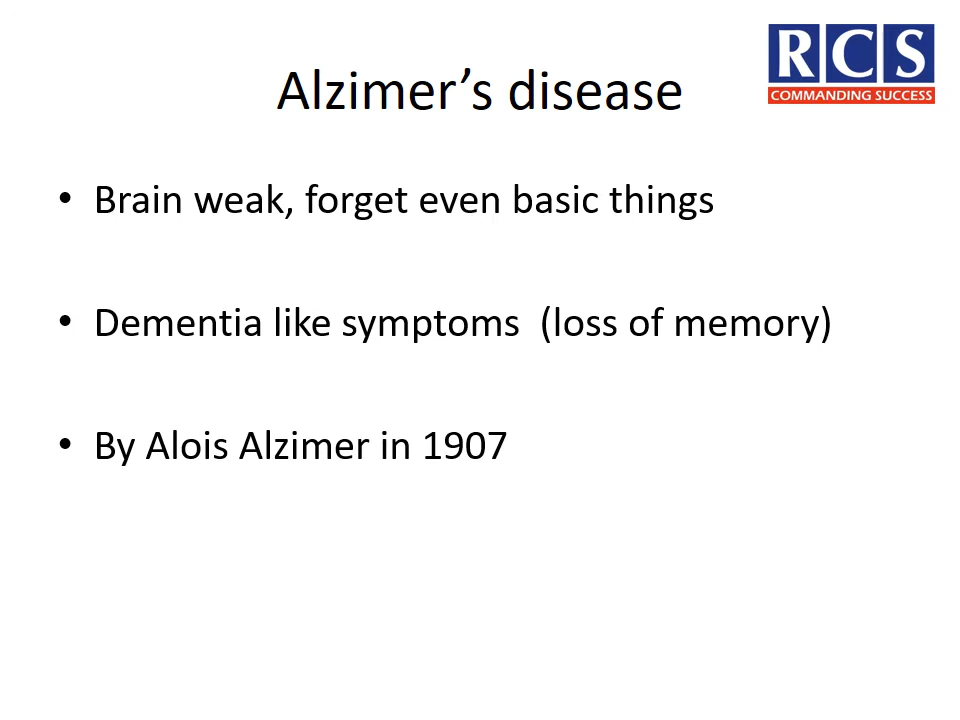 RCS
COMMANDING SUCCESS
Alzimer's disease
• Brain weak, forget even basic things
• Dementia like symptoms  (loss of memory)
• By Alois Alzimer in 1907